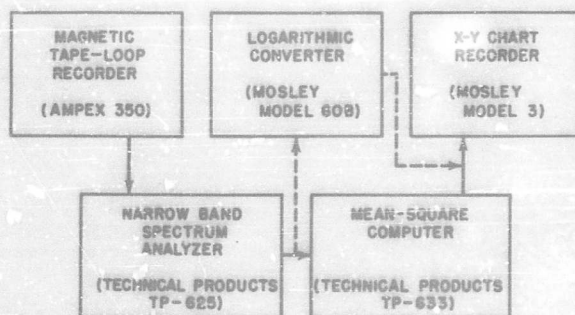 MAGNETIC
TAPE-LOOP
RECORDER
(AMPEX 350)
LOGARITHMIC
CONVERTER
(MOSLEY
MODEL 60B)
X-Y CHART
RECORDER
(MOSLEY
MODEL 3)
NARROW BAND
SPECTRUM
ANALYZER
(TECHNICAL PRODUCTS
TP-625)
MEAN-SQUARE
COMPUTER
(TECHNICAL PRODUCTS
TP-633)